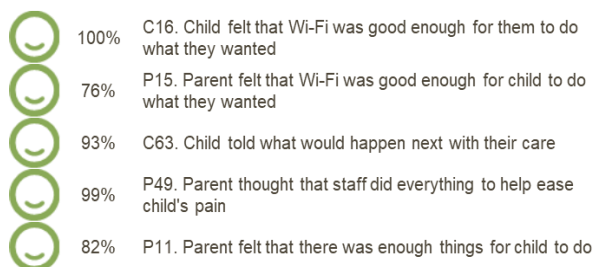 100% C16. Child felt that Wi-Fi was good enough for them to do
what they wanted
76% P15. Parent felt that Wi-Fi was good enough for child to do
what they wanted
93% C63. Child told what would happen next with their care
99% P49. Parent thought that staff did everything to help ease
child's pain
82% P11. Parent felt that there was enough things for child to do